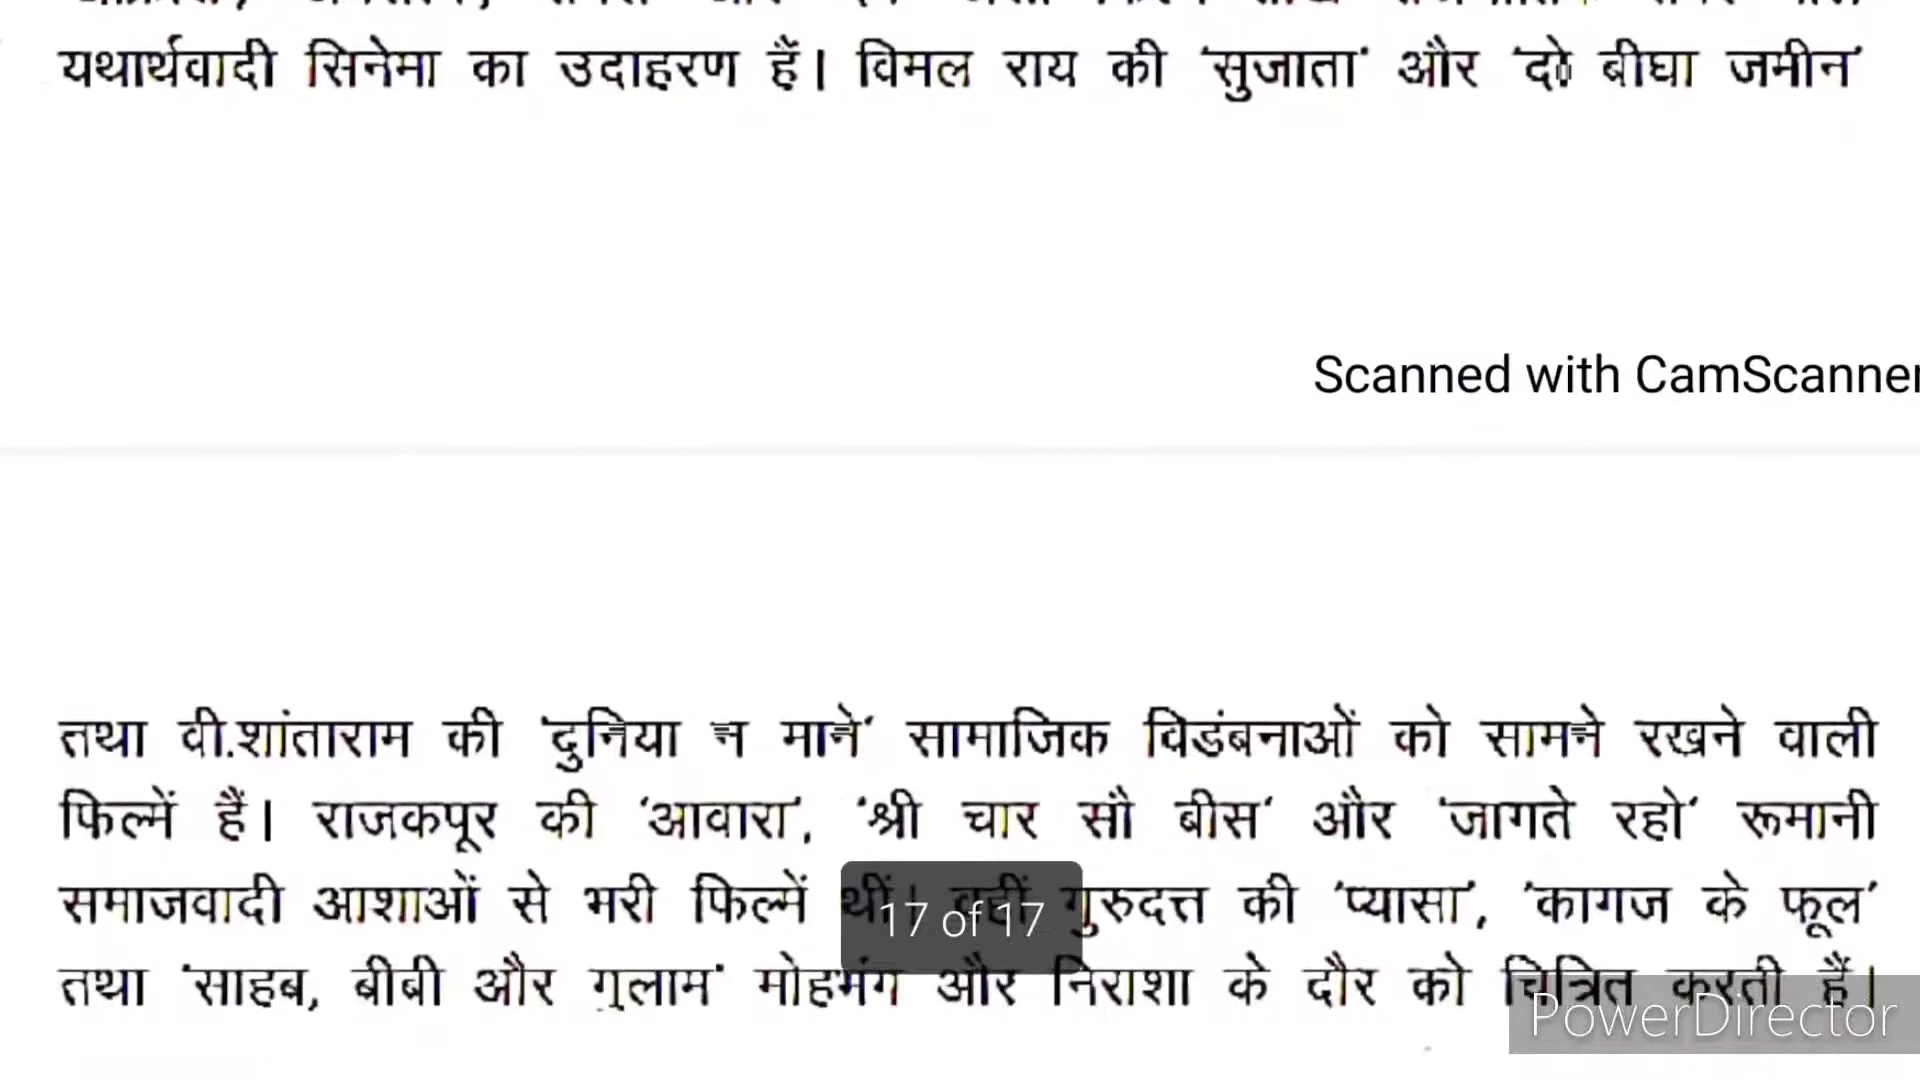 यथार्थवादी सिनेमा का उदाहरण हैं। विमल राय की 'सुजाता' और 'दो बीघा जमीन'
Scanned with CamScanner
तथा वी.शांताराम की 'दुनिया न माने' सामाजिक विडंबनाओं को सामने रखने वाली
फिल्में हैं। राजकपूर की 'आवारा', 'श्री चार सौ बीस' और 'जागते रहो' रूमानी
समाजवादी आशाओं से भरी फिल्में थीं। वहीं गुरुदत्त की 'प्यासा', 'कागज के फूल'
17 of 17
तथा 'साहब, बीबी और गुलाम' मोहभंग और निराशा के दौर को चित्रित करती हैं।
PowerDirector